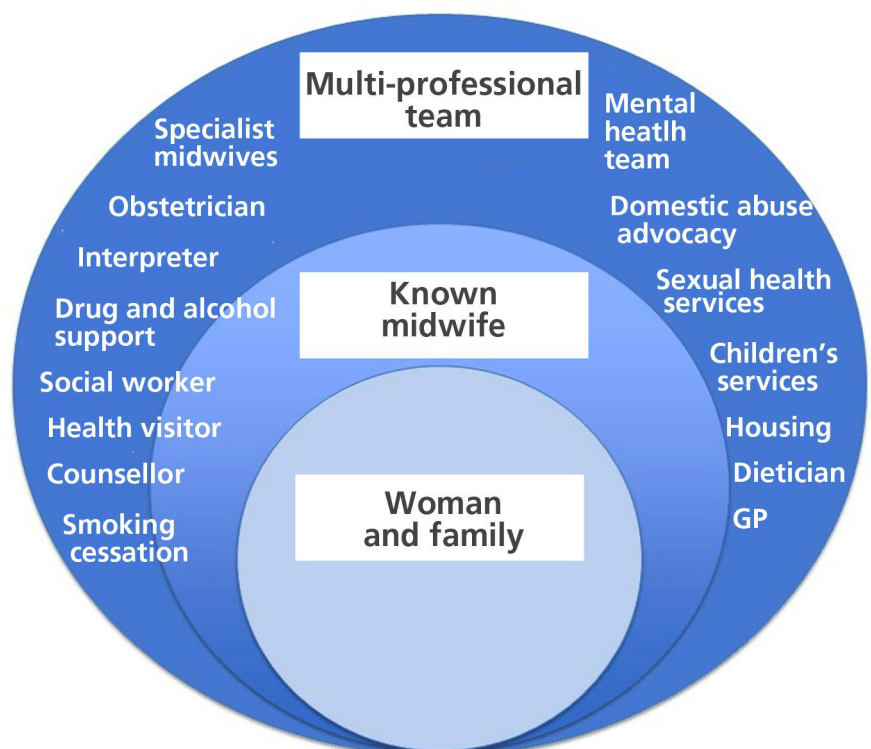 Multi-professional
team
Specialist
midwives
Obstetrician
Interpreter
Drug and alcohol
support
Social worker
Health visitor
Counsellor
Smoking
cessation
Mental
heatlh
team
Domestic abuse
advocacy
Sexual health
services
Children’s
services
Housing
Dietician
GP
Known
midwife
Woman
and family